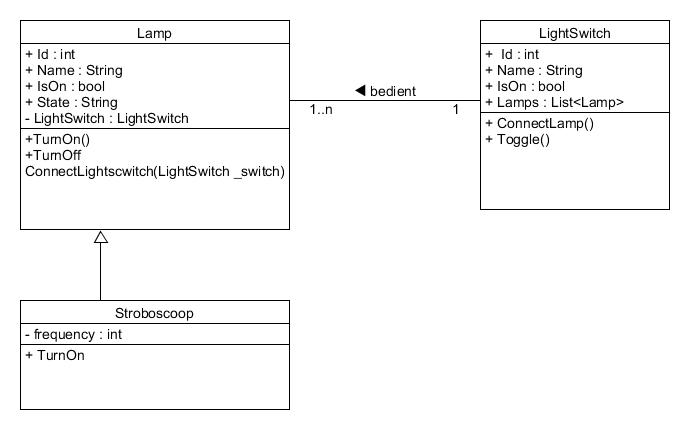 Lamp
+ Id : int
+ Name : String
+ IsOn : bool
+ State : String
- LightSwitch : LightSwitch
+TurnOn()
+TurnOff
ConnectLightscwitch(LightSwitch _switch)
◀ bedient
1..n
1
LightSwitch
+ Id : int
+ Name : String
+ IsOn : bool
+ Lamps : List<Lamp>
+ ConnectLamp()
+ Toggle()
Stroboscoop
- frequency : int
+ TurnOn